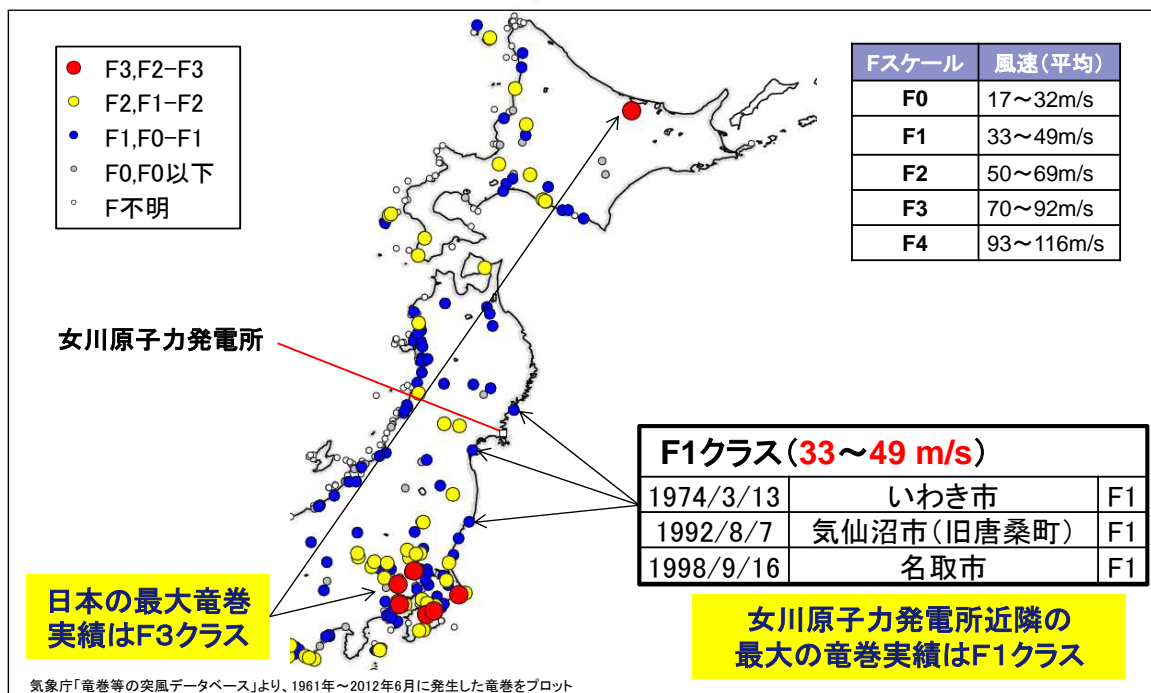 F3,F2−F3
F2,F1−F2
F1,F0−F1
F0,F0以下
F不明
Fスケール 風速(平均)
F0 17～32m/s
F1 33～49m/s
F2 50～69m/s
F3 70～92m/s
F4 93～116m/s
女川原子力発電所
F1クラス(33～49 m/s)
1974/3/13 いわき市 F1
1992/8/7 気仙沼市(旧唐桑町) F1
1998/9/16 名取市 F1
日本の最大竜巻
実績はF3クラス
女川原子力発電所近隣の
最大の竜巻実績はF1クラス
気象庁「竜巻等の突風データベース」より、1961年～2012年6月に発生した竜巻をプロット